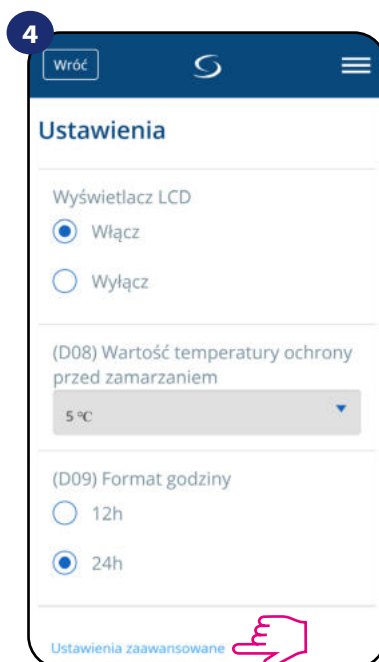 4
Wróć
Ustawienia
Wyświetlacz LCD
Włącz
Wyłącz
(D08) Wartość temperatury ochrony
przed zamarzaniem
5 °C
(D09) Format godziny
12h
24h
Ustawienia zaawansowane